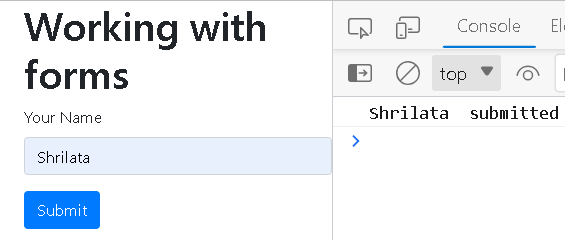 Working with
forms
Your Name
Shrilata
Submit
Console
top
Shrilata submitted